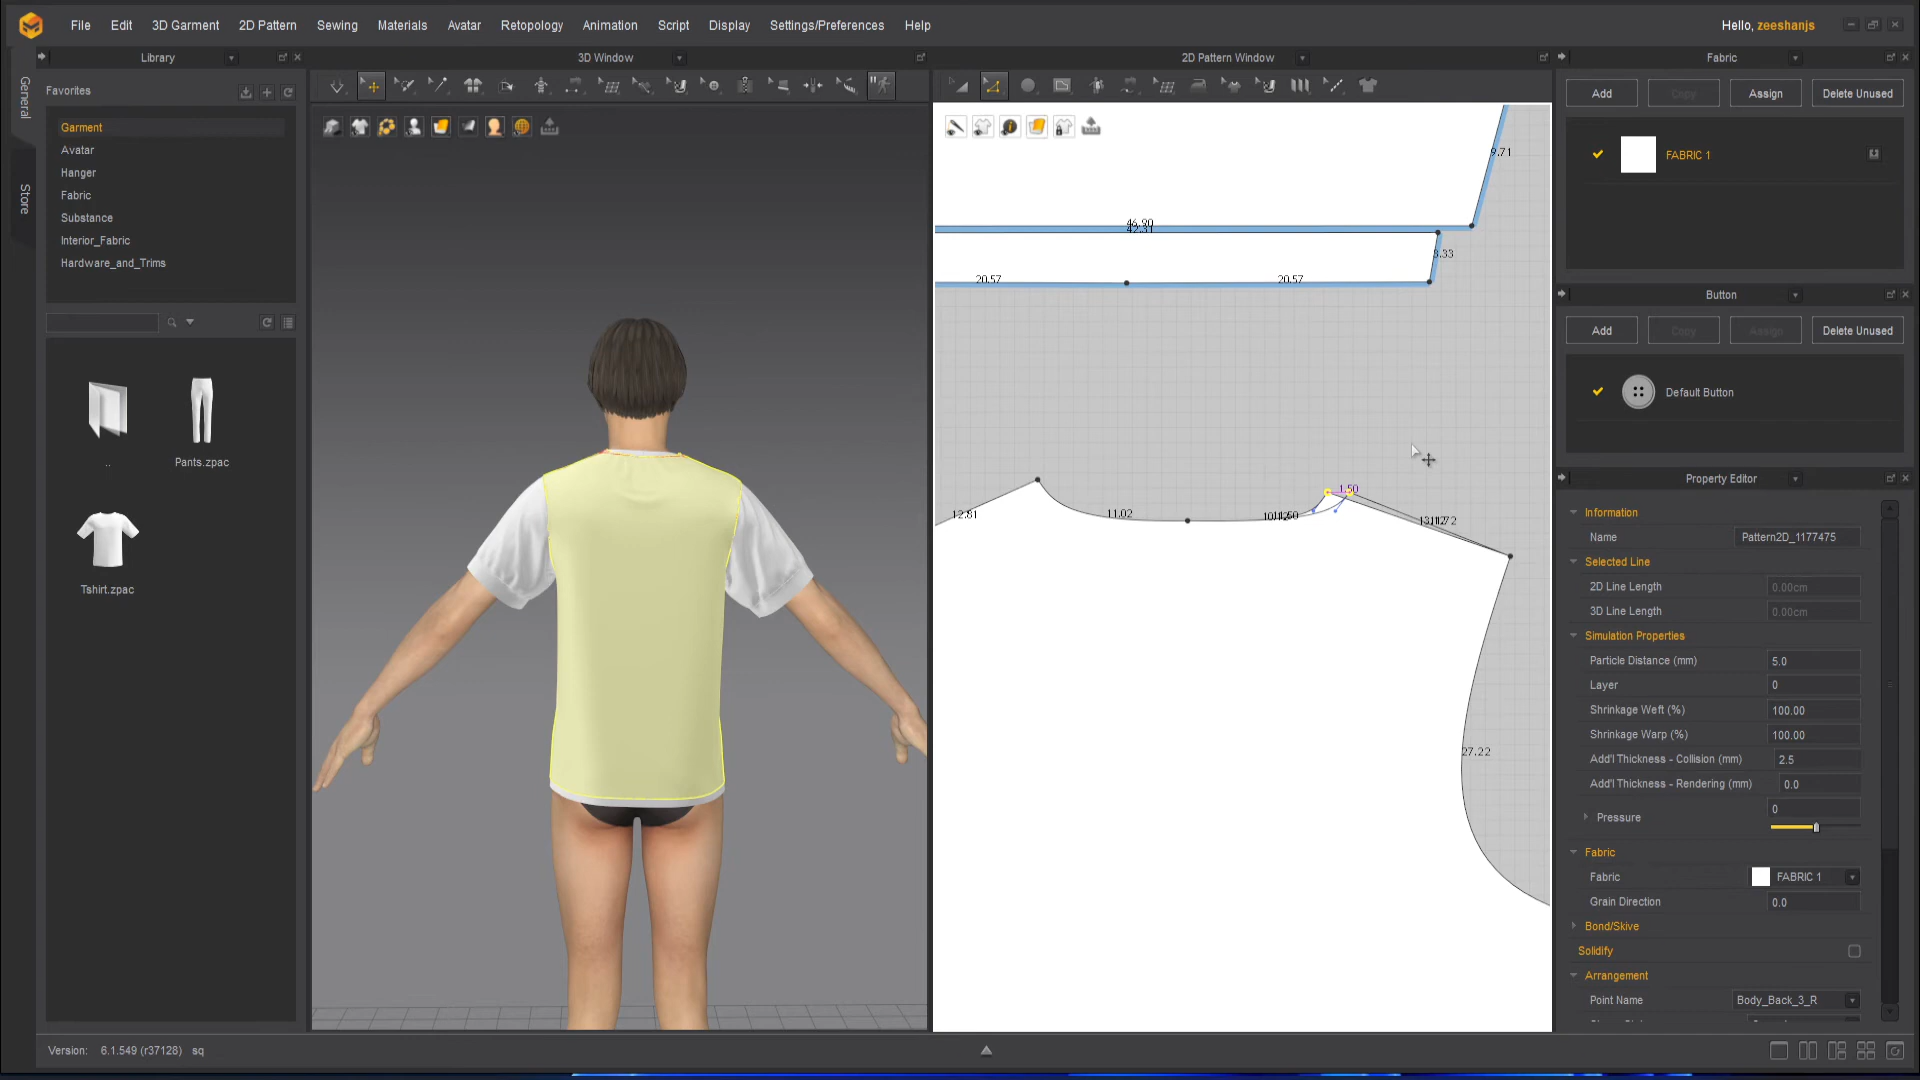 File Edit 3D Garment 2D Pattern Sewing Materials Avatar Retopology Animation Script Display Settings/Preferences Help
Hello, zeeshanjs
General
Store
Library
Favorites
Garment
Avatar
Hanger
Fabric
Substance
Interior_Fabric
Hardware_and_Trims
..
Pants.zpac
Tshirt.zpac
3D Window
2D Pattern Window
9.71
46.90
42.31
3.33
20.57
20.57
1.50
12.81
11.02
27.22
Fabric
Add Copy Assign Delete Unused
FABRIC 1
Button
Add Copy Assign Delete Unused
Default Button
Property Editor
Information
Name Pattern2D_1177475
Selected Line
2D Line Length 0.00cm
3D Line Length 0.00cm
Simulation Properties
Particle Distance (mm) 5.0
Layer 0
Shrinkage Weft (%) 100.00
Shrinkage Warp (%) 100.00
Add'l Thickness - Collision (mm) 2.5
Add'l Thickness - Rendering (mm) 0.0
Pressure 0
Fabric
Fabric FABRIC 1
Grain Direction 0.0
Bond/Skive
Solidify
Arrangement
Point Name Body_Back_3_R
Version: 6.1.549 (r37128) sq